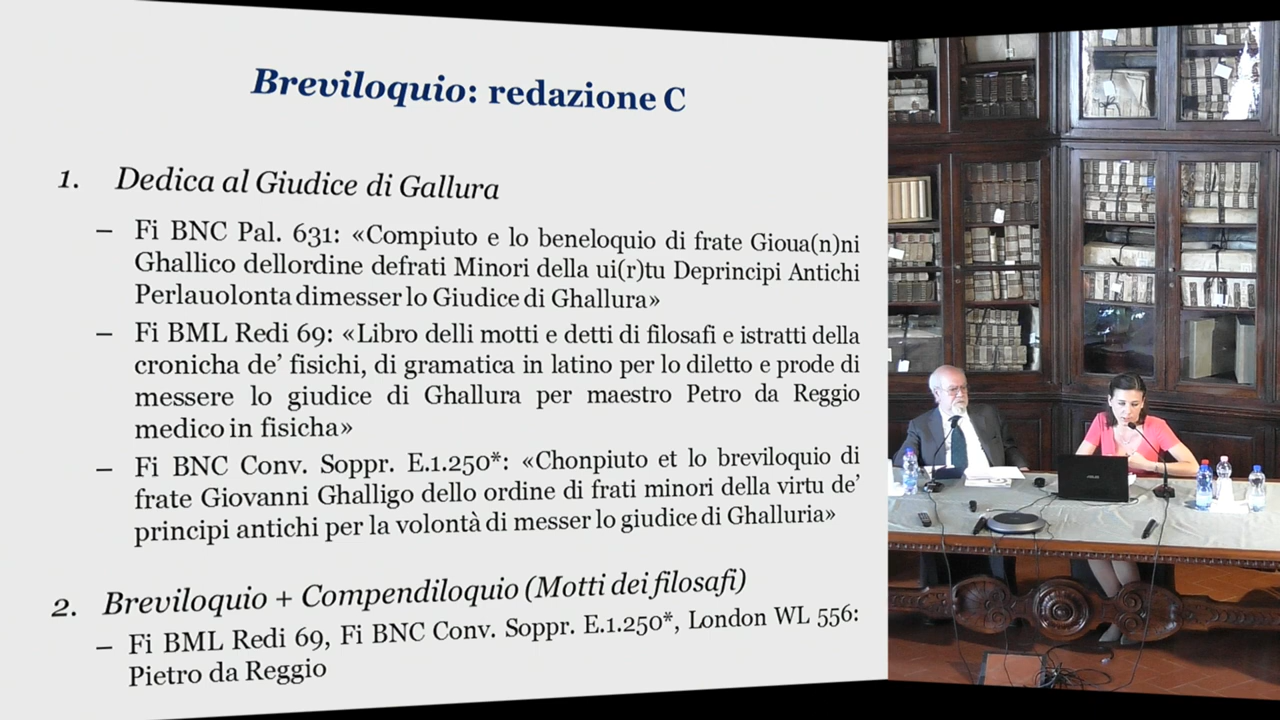 Breviloquio: redazione C
1. Dedica al Giudice di Gallura
– Fi BNC Pal. 631: «Compiuto e lo beneloquio di frate Gioua(n)ni
Ghallico dellordine defrati Minori della ui(r)tu Deprincipi Antichi
Perlauolonta dimesser lo Giudice di Ghallura»
– Fi BML Redi 69: «Libro delli motti e detti di filosafi e istratti della
cronicha de’ fisichi, di gramatica in latino per lo diletto e prode di
messere lo giudice di Ghallura per maestro Petro da Reggio
medico in fisicha»
– Fi BNC Conv. Soppr. E.1.250*: «Chonpiuto et lo breviloquio di
frate Giovanni Ghalligo dello ordine di frati minori della virtu de’
principi antichi per la volontà di messer lo giudice di Ghalluria»
2. Breviloquio + Compendiloquio (Motti dei filosafi)
– Fi BML Redi 69, Fi BNC Conv. Soppr. E.1.250*, London WL 556:
Pietro da Reggio
ASUS